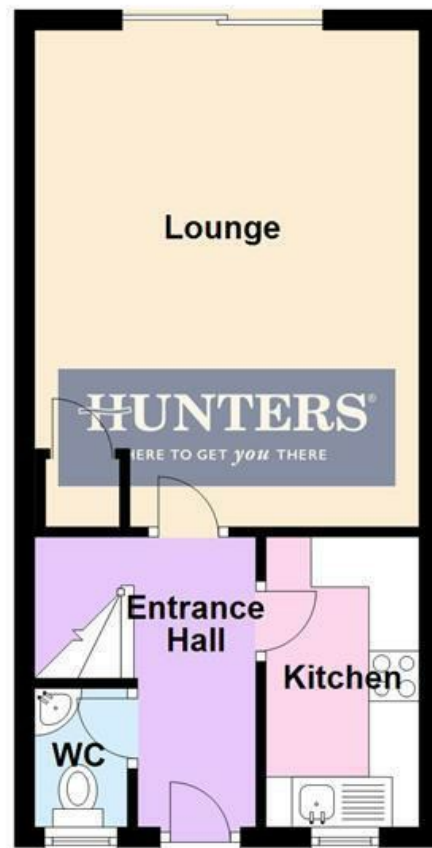 Lounge
HUNTERS®
HERE TO GET you THERE
Entrance
Hall
Kitchen
WC